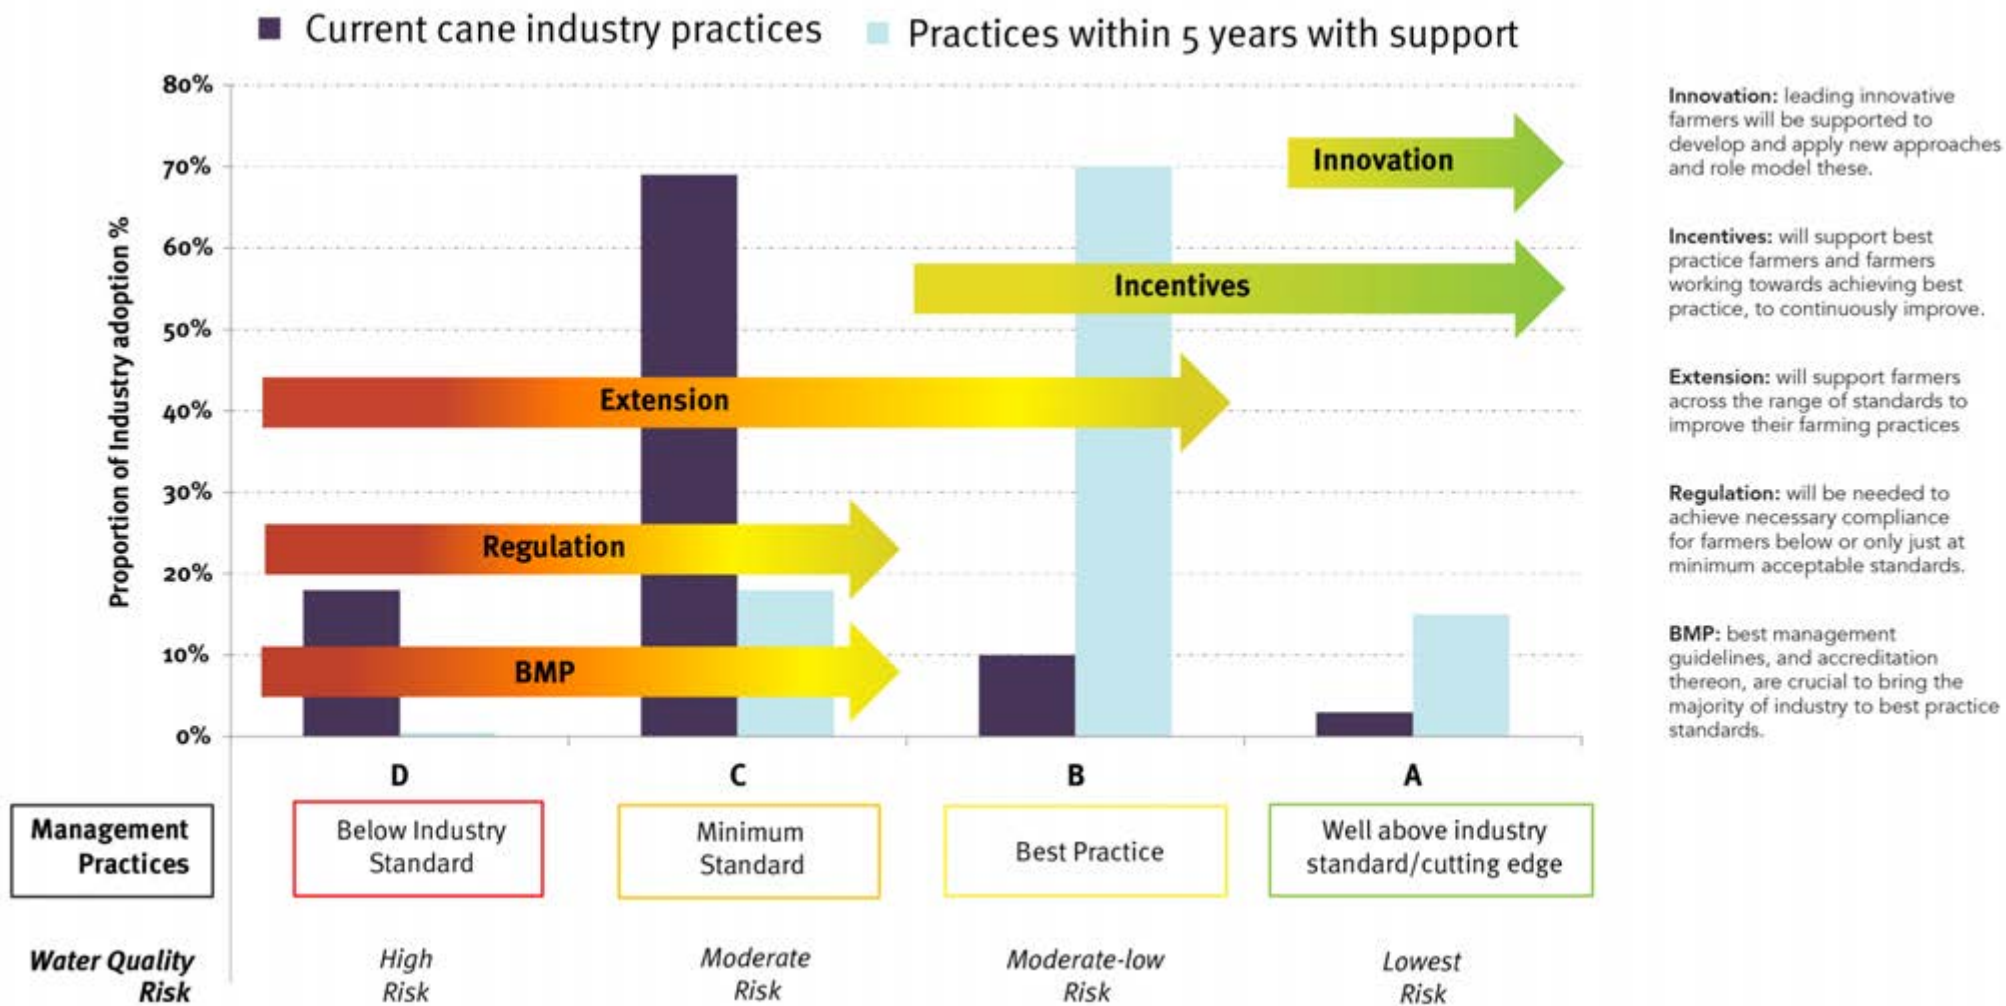 Current cane industry practices
Practices within 5 years with support
80%
70%
60%
50%
40%
30%
20%
10%
0%
Proportion of Industry adoption %
Innovation
Incentives
Extension
Regulation
BMP
D
C
B
A
Management
Practices
Below Industry
Standard
Minimum
Standard
Best Practice
Well above industry
standard/cutting edge
Water Quality
Risk
High
Risk
Moderate
Risk
Moderate-low
Risk
Lowest
Risk
Innovation: leading innovative
farmers will be supported to
develop and apply new approaches
and role model these.
Incentives: will support best
practice farmers and farmers
working towards achieving best
practice, to continuously improve.
Extension: will support farmers
across the range of standards to
improve their farming practices
Regulation: will be needed to
achieve necessary compliance
for farmers below or only just at
minimum acceptable standards.
BMP: best management
guidelines, and accreditation
thereon, are crucial to bring the
majority of industry to best practice
standards.